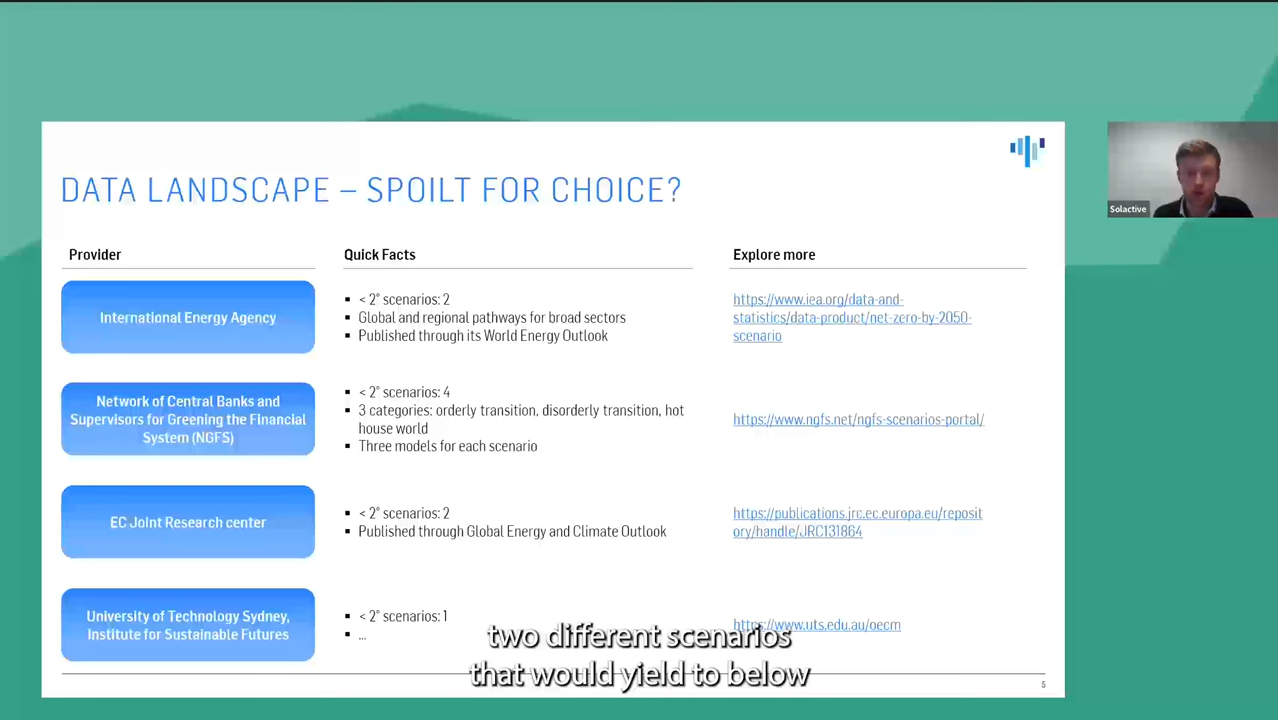 DATA LANDSCAPE – SPOILT FOR CHOICE?
Solactive
Provider
Quick Facts
Explore more
International Energy Agency
▪ < 2° scenarios: 2
▪ Global and regional pathways for broad sectors
▪ Published through its World Energy Outlook
https://www.iea.org/data-and-
statistics/data-product/net-zero-by-2050-
scenario
Network of Central Banks and
Supervisors for Greening the Financial
System (NGFS)
▪ < 2° scenarios: 4
▪ 3 categories: orderly transition, disorderly transition, hot
house world
▪ Three models for each scenario
https://www.ngfs.net/ngfs-scenarios-portal/
EC Joint Research center
▪ < 2° scenarios: 2
▪ Published through Global Energy and Climate Outlook
https://publications.jrc.ec.europa.eu/reposit
ory/handle/JRC131864
University of Technology Sydney,
Institute for Sustainable Futures
▪ < 2° scenarios: 1
▪ ...
https://www.uts.edu.au/oecm
two different scenarios
that would yield to below
5